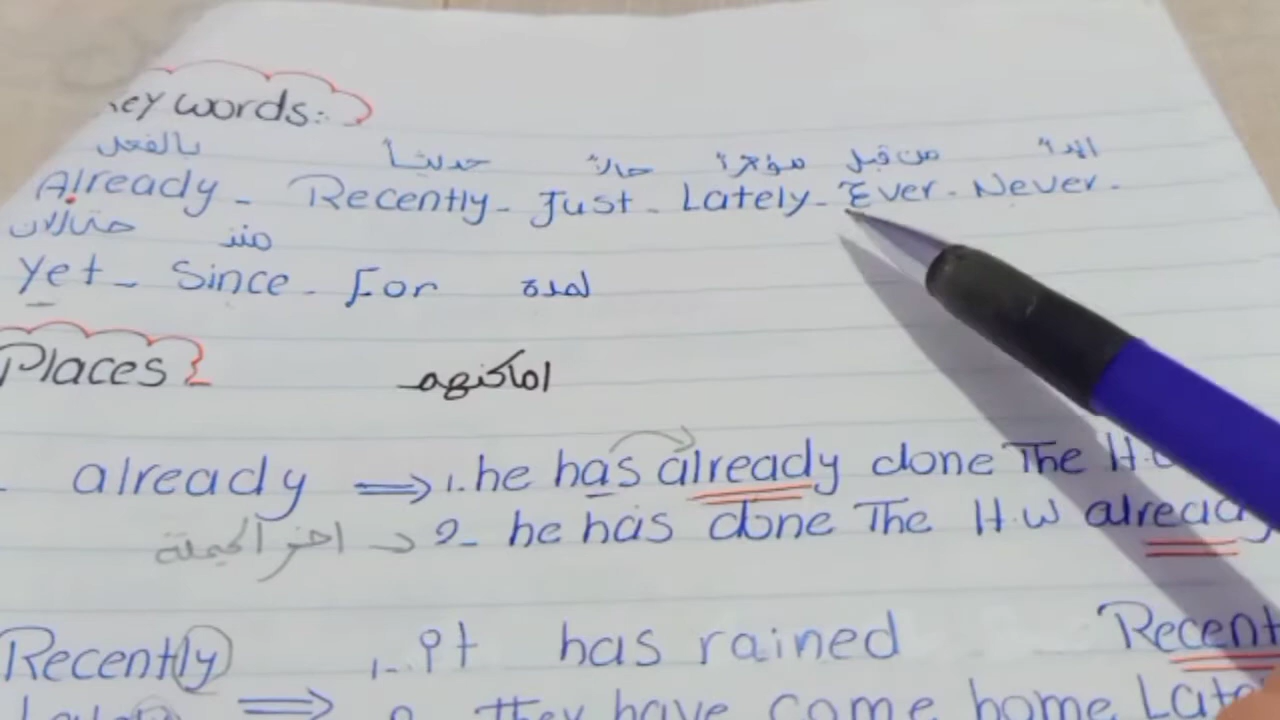 Key words:
بالفعل حديثاً حالاً مؤخراً من قبل ابداً
Already - Recently - Just - Lately - Ever - Never.
حتى الان منذ
yet - Since - For لمدة
Places اماكنهم
already ⇒ 1. he has already done The H.
اخر الجملة 2- he has done The H.W already
Recently 1- It has rained Recent
⇒ 2 they have come home Late